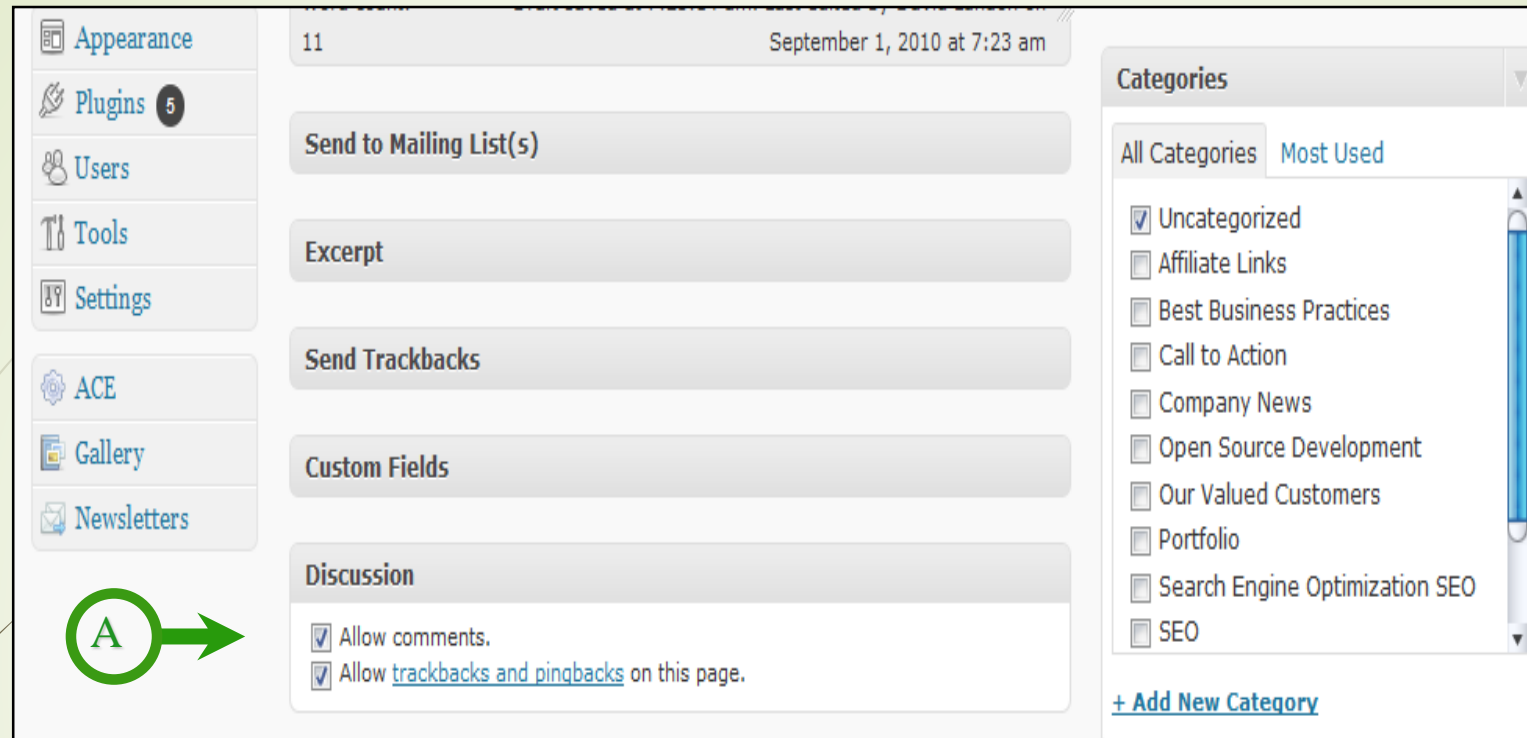 Appearance
Plugins 5
Users
Tools
Settings
ACE
Gallery
Newsletters
A
11 September 1, 2010 at 7:23 am
Send to Mailing List(s)
Excerpt
Send Trackbacks
Custom Fields
Discussion
Allow comments.
Allow trackbacks and pingbacks on this page.
Categories
All Categories Most Used
Uncategorized
Affiliate Links
Best Business Practices
Call to Action
Company News
Open Source Development
Our Valued Customers
Portfolio
Search Engine Optimization SEO
SEO
+ Add New Category